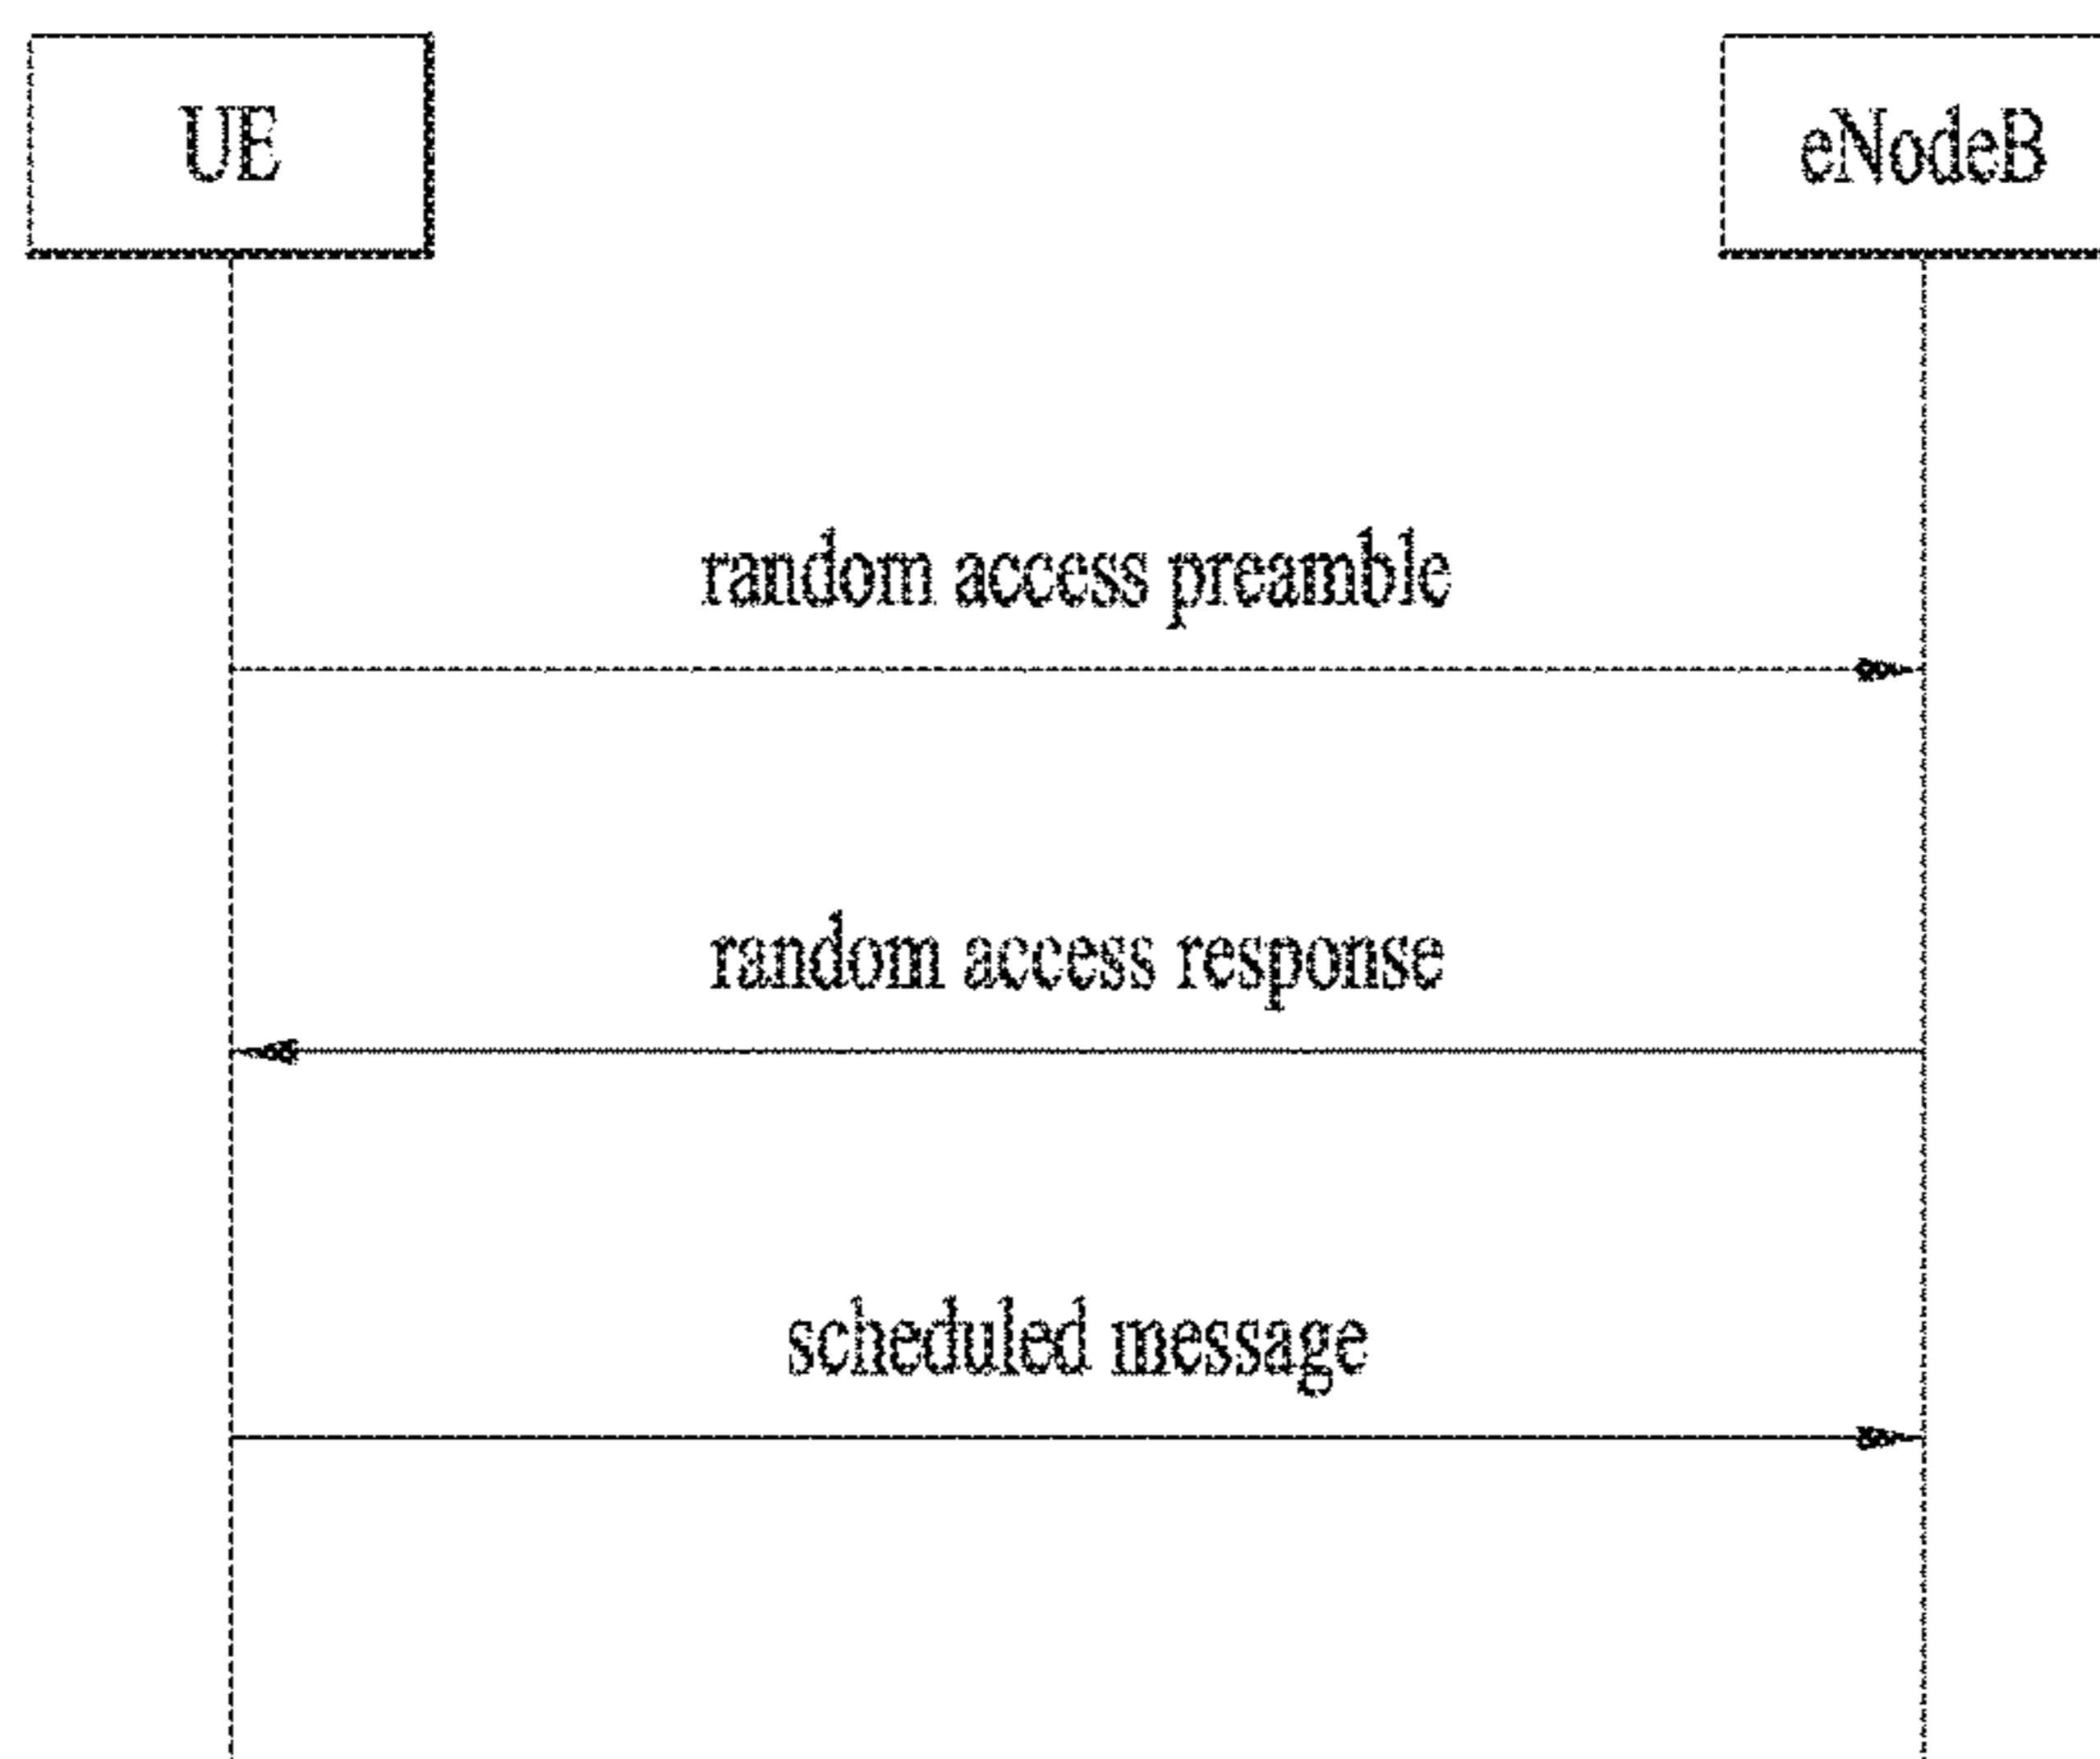 UE
eNodeB
random access preamble
random access response
scheduled message